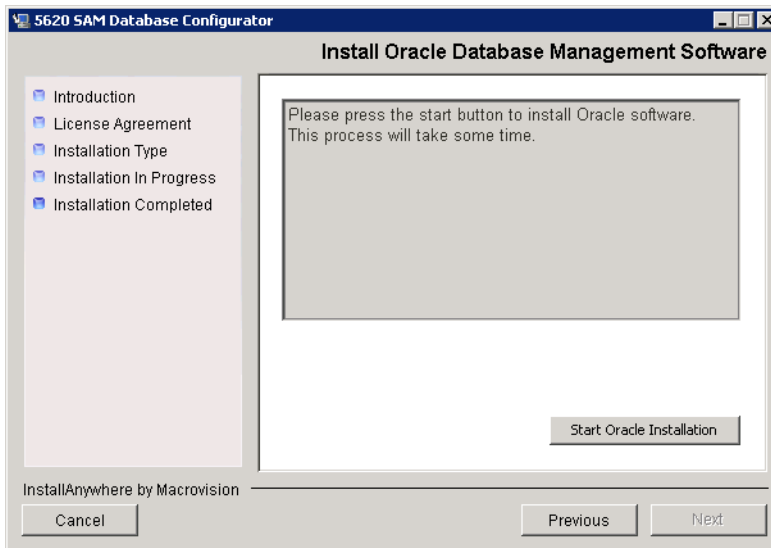 5620 SAM Database Configurator
Install Oracle Database Management Software
Introduction
License Agreement
Installation Type
Installation In Progress
Installation Completed
Please press the start button to install Oracle software.
This process will take some time.
Start Oracle Installation
InstallAnywhere by Macrovision
Cancel
Previous
Next